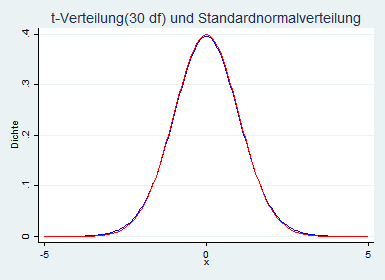 t-Verteilung(30 df) und Standardnormalverteilung
.4
.3
.2
.1
0
Dichte
-5
0
5
x